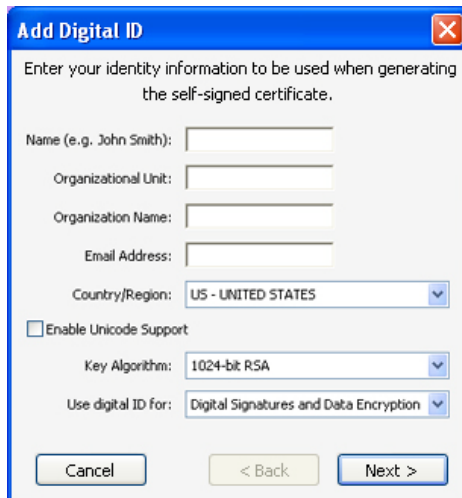 Add Digital ID
Enter your identity information to be used when generating
the self-signed certificate.
Name (e.g. John Smith):
Organizational Unit:
Organization Name:
Email Address:
Country/Region: US - UNITED STATES
Enable Unicode Support
Key Algorithm: 1024-bit RSA
Use digital ID for: Digital Signatures and Data Encryption
Cancel < Back Next >